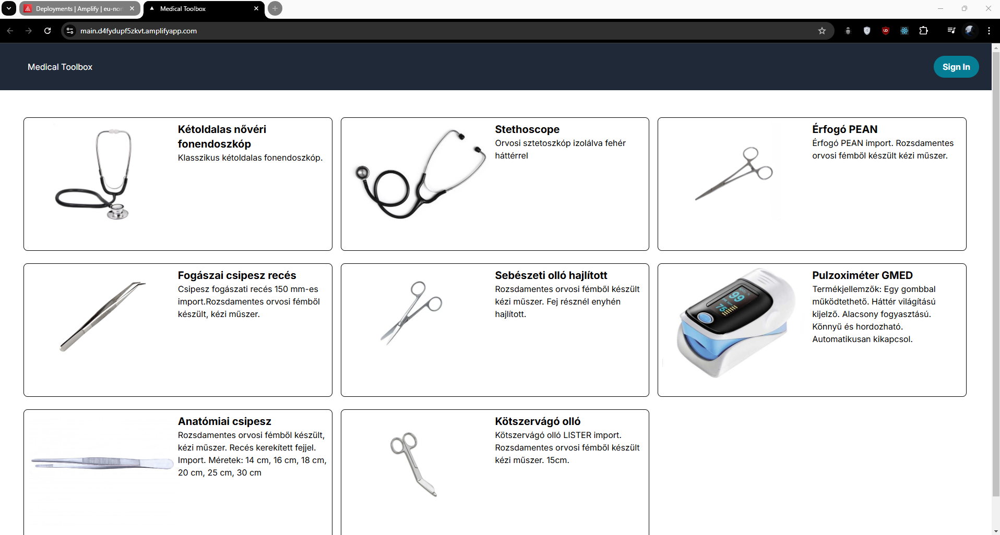 Deployments | Amplify | eu-nor
Medical Toolbox
main.d4fydupf5zkvt.amplifyapp.com
Medical Toolbox
Sign In
Kétoldalas nővéri
fonendoszkóp
Klasszikus kétoldalas fonendoszkóp.
Stethoscope
Orvosi sztetoszkóp izolálva fehér
háttérrel
Érfogó PEAN
Érfogó PEAN import. Rozsdamentes
orvosi fémből készült kézi műszer.
Fogászai csipesz recés
Csipesz fogászati recés 150 mm-es
import.Rozsdamentes orvosi fémből
készült, kézi műszer.
Sebészeti olló hajlított
Rozsdamentes orvosi fémből készült
kézi műszer. Fej résznél enyhén
hajlított.
99
75
Pulzoximéter GMED
Termékjellemzők: Egy gombbal
működtethető. Háttér világítású
kijelző. Alacsony fogyasztású.
Könnyű és hordozható.
Automatikusan kikapcsol.
Anatómiai csipesz
Rozsdamentes orvosi fémből készült,
kézi műszer. Recés kerekített fejjel.
Import. Méretek: 14 cm, 16 cm, 18 cm,
20 cm, 25 cm, 30 cm
Kötszervágó olló
Kötszervágó olló LISTER import.
Rozsdamentes orvosi fémből készült
kézi műszer. 15cm.